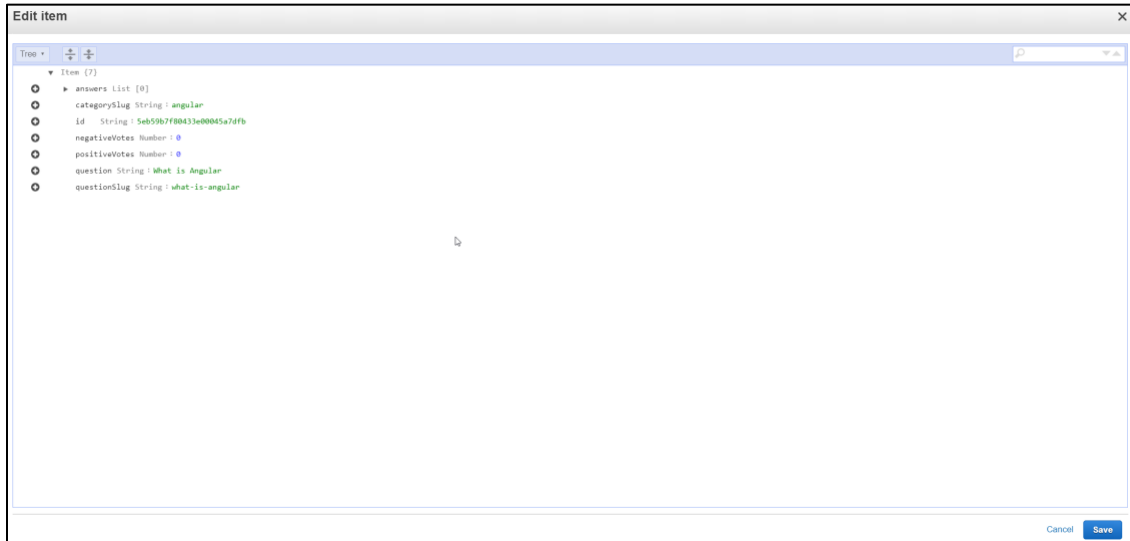 Edit item
Tree
Item {7}
answers List [0]
categorySlug String : angular
id String : 5eb59b7f80433e00045a7dfb
negativeVotes Number : 0
positiveVotes Number : 0
question String : What is Angular
questionSlug String : what-is-angular
Cancel Save